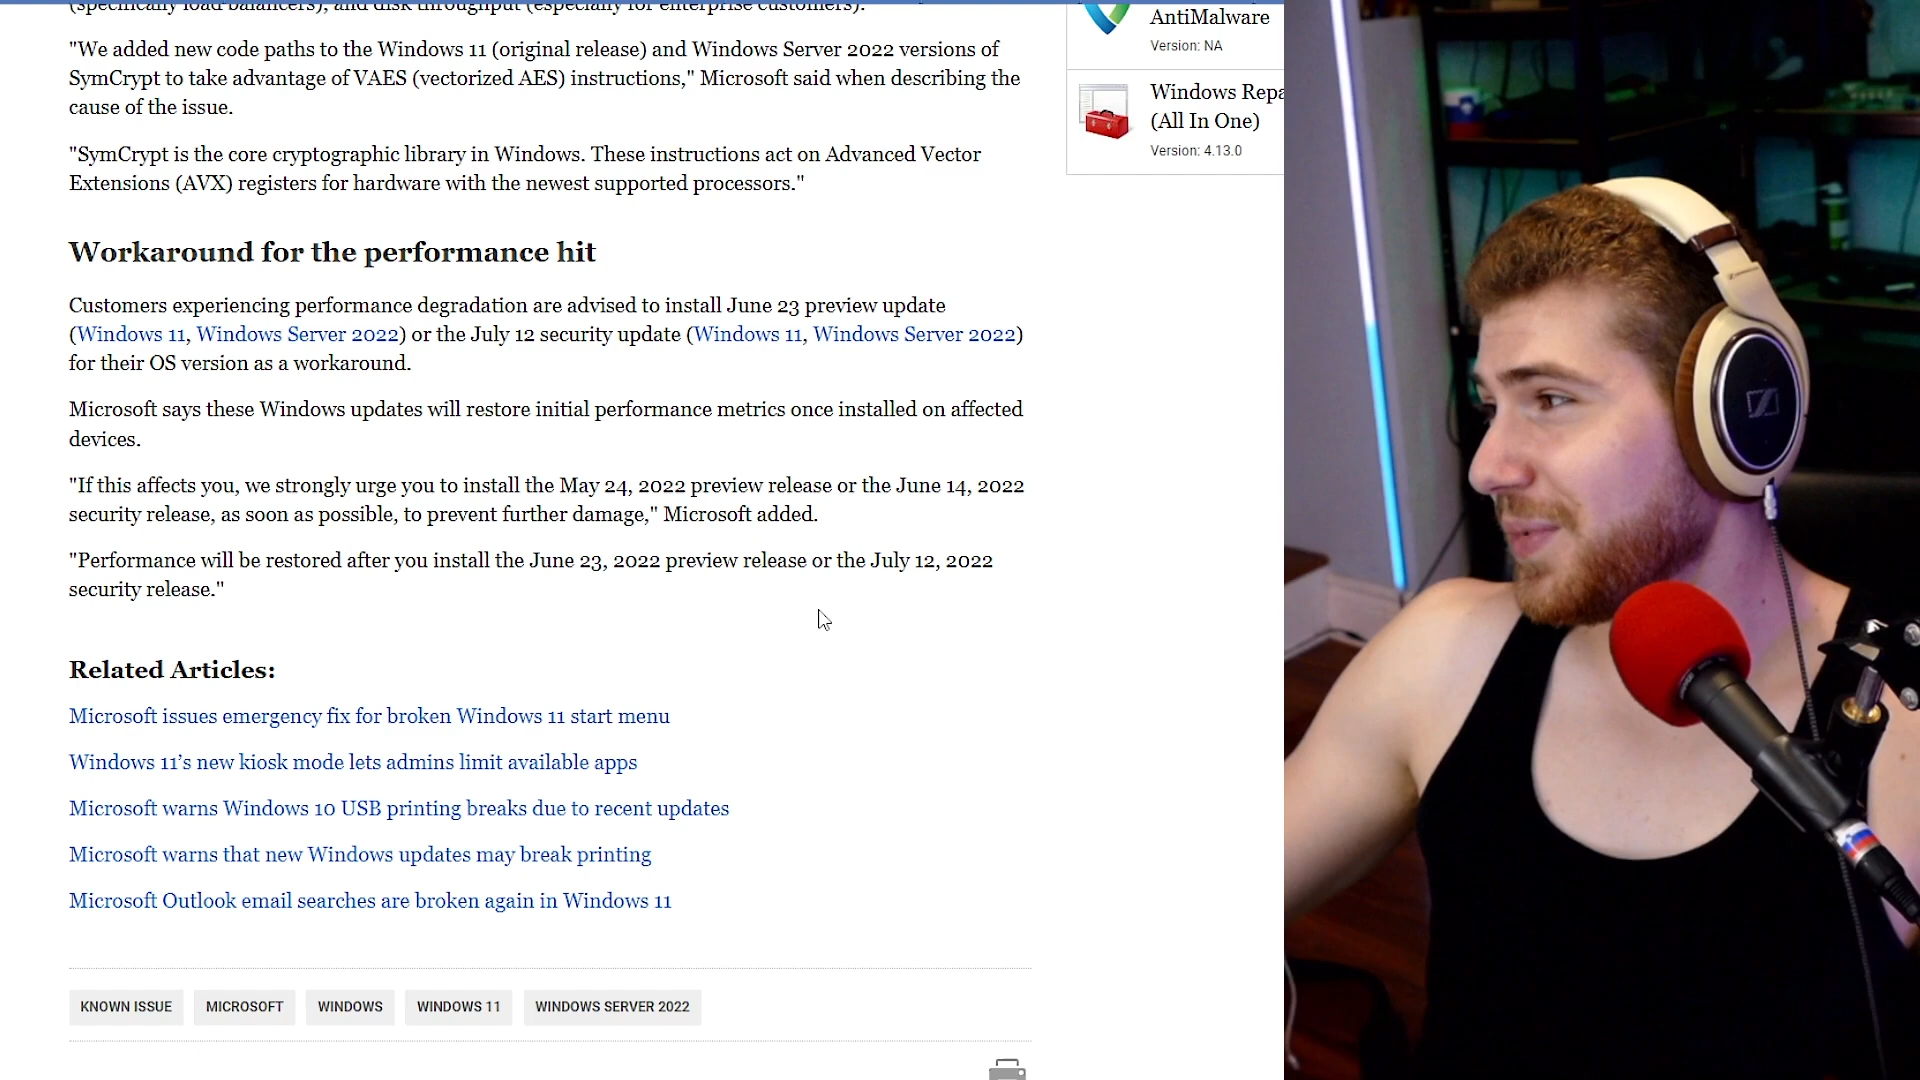 (specifically load-balancers), and disk throughput (especially for enterprise customers)."
"We added new code paths to the Windows 11 (original release) and Windows Server 2022 versions of
SymCrypt to take advantage of VAES (vectorized AES) instructions," Microsoft said when describing the
cause of the issue.
"SymCrypt is the core cryptographic library in Windows. These instructions act on Advanced Vector
Extensions (AVX) registers for hardware with the newest supported processors."
Workaround for the performance hit
Customers experiencing performance degradation are advised to install June 23 preview update
(Windows 11, Windows Server 2022) or the July 12 security update (Windows 11, Windows Server 2022)
for their OS version as a workaround.
Microsoft says these Windows updates will restore initial performance metrics once installed on affected
devices.
"If this affects you, we strongly urge you to install the May 24, 2022 preview release or the June 14, 2022
security release, as soon as possible, to prevent further damage," Microsoft added.
"Performance will be restored after you install the June 23, 2022 preview release or the July 12, 2022
security release."
Related Articles:
Microsoft issues emergency fix for broken Windows 11 start menu
Windows 11’s new kiosk mode lets admins limit available apps
Microsoft warns Windows 10 USB printing breaks due to recent updates
Microsoft warns that new Windows updates may break printing
Microsoft Outlook email searches are broken again in Windows 11
KNOWN ISSUE MICROSOFT WINDOWS WINDOWS 11 WINDOWS SERVER 2022
AntiMalware
Version: NA
Windows Repa
(All In One)
Version: 4.13.0